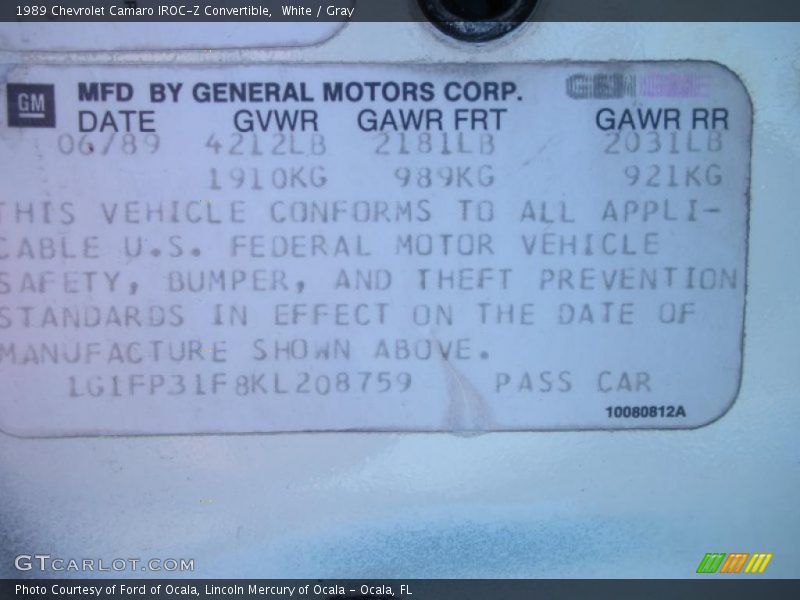 1989 Chevrolet Camaro IROC-Z Convertible, White / Gray
GM MFD BY GENERAL MOTORS CORP.
DATE GVWR GAWR FRT GAWR RR
06/89 4212LB 2181LB 2031LB
1910KG 989KG 921KG
THIS VEHICLE CONFORMS TO ALL APPLI-
CABLE U.S. FEDERAL MOTOR VEHICLE
SAFETY, BUMPER, AND THEFT PREVENTION
STANDARDS IN EFFECT ON THE DATE OF
MANUFACTURE SHOWN ABOVE.
1G1FP31F8KL208759 PASS CAR
10080812A
GTCARLOT.COM
Photo Courtesy of Ford of Ocala, Lincoln Mercury of Ocala - Ocala, FL